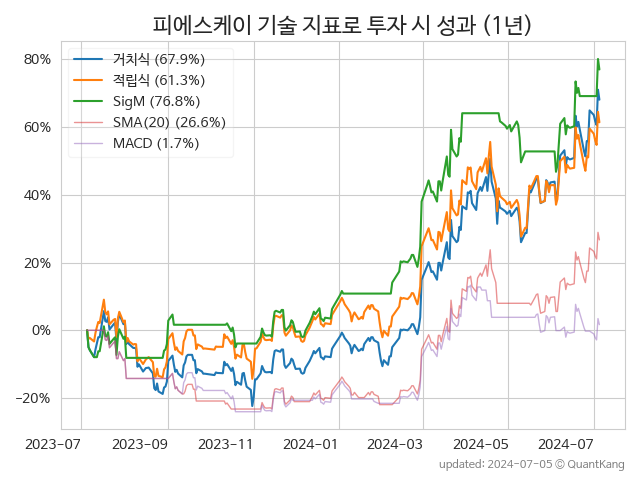 피에스케이 기술 지표로 투자 시 성과 (1년)
거치식 (67.9%)
적립식 (61.3%)
SigM (76.8%)
SMA(20) (26.6%)
MACD (1.7%)
80%
60%
40%
20%
0%
−20%
2023-07 2023-09 2023-11 2024-01 2024-03 2024-05 2024-07
updated: 2024-07-05 © QuantKang